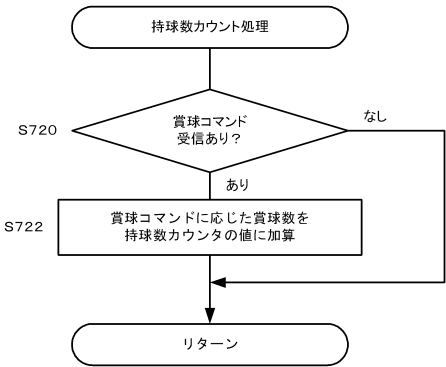 持球数カウント処理
S720
賞球コマンド
受信あり?
なし
あり
S722
賞球コマンドに応じた賞球数を
持球数カウンタの値に加算
リターン